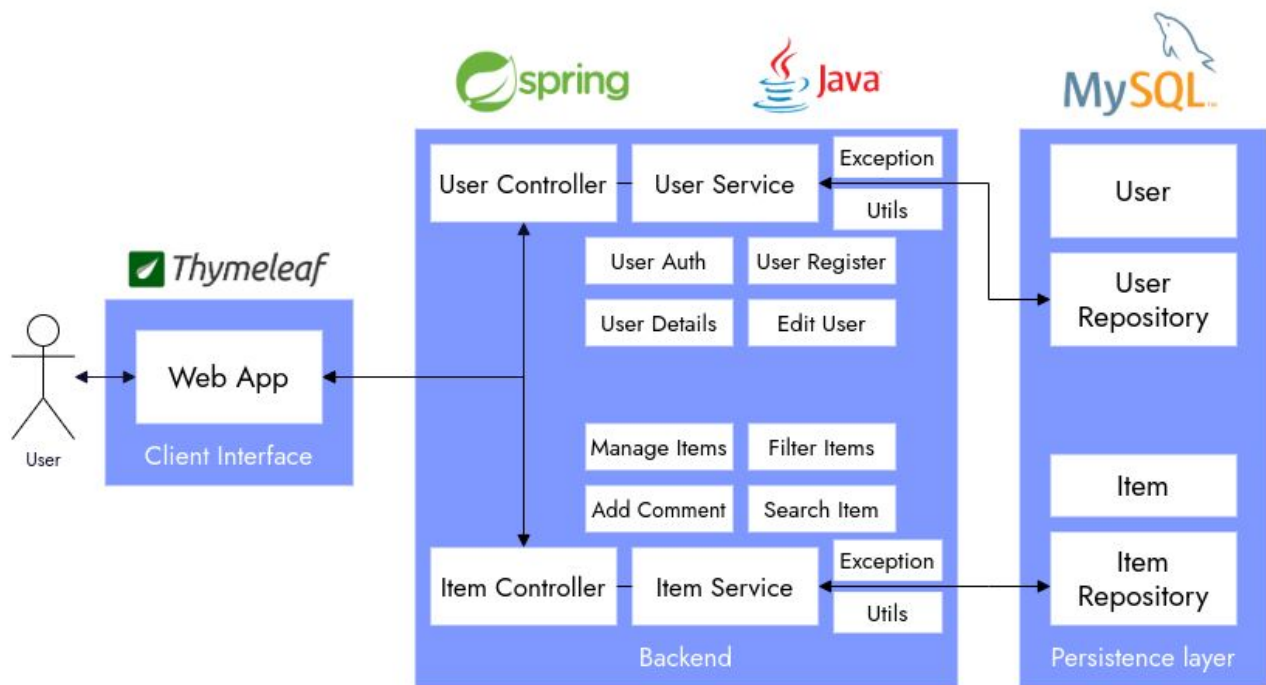 spring
Java
MySQL™
Thymeleaf
User
Web App
Client Interface
User Controller
User Service
Exception
Utils
User Auth
User Register
User Details
Edit User
Manage Items
Filter Items
Add Comment
Search Item
Item Controller
Item Service
Exception
Utils
Backend
User
User
Repository
Item
Item
Repository
Persistence layer